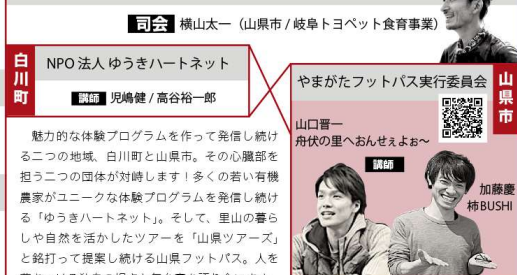 司会 横山太一（山県市 / 岐阜トヨペット食育事業）
白川町
NPO 法人 ゆうきハートネット
講師 児嶋健 / 高谷裕一郎
魅力的な体験プログラムを作って発信し続け
る二つの地域、白川町と山県市。その心臓部を
担う二つの団体が対峙します！多くの若い有機
農家がユニークな体験プログラムを発信し続け
る「ゆうきハートネット」。そして、里山の暮ら
しや自然を活かしたツアーを「山県ツアーズ」
と銘打って提案し続ける山県フットパス。人を
やまがたフットパス実行委員会
山県市
山口晋一
舟伏の里へおんせぇよぉ～
講師
加藤慶
柿BUSHI